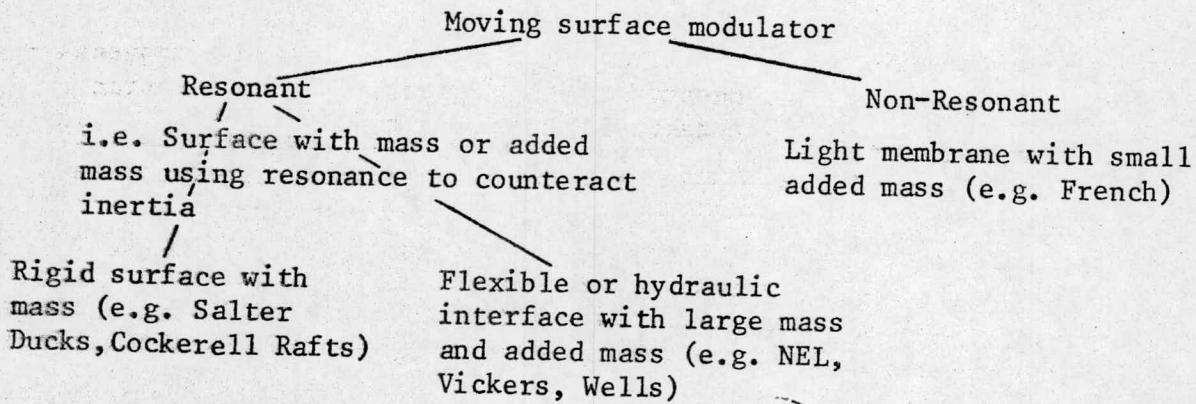 Moving surface modulator
Resonant
i.e. Surface with mass or added
mass using resonance to counteract
inertia
Non-Resonant
Light membrane with small
added mass (e.g. French)
Rigid surface with
mass (e.g. Salter
Ducks,Cockerell Rafts)
Flexible or hydraulic
interface with large mass
and added mass (e.g. NEL,
Vickers, Wells)